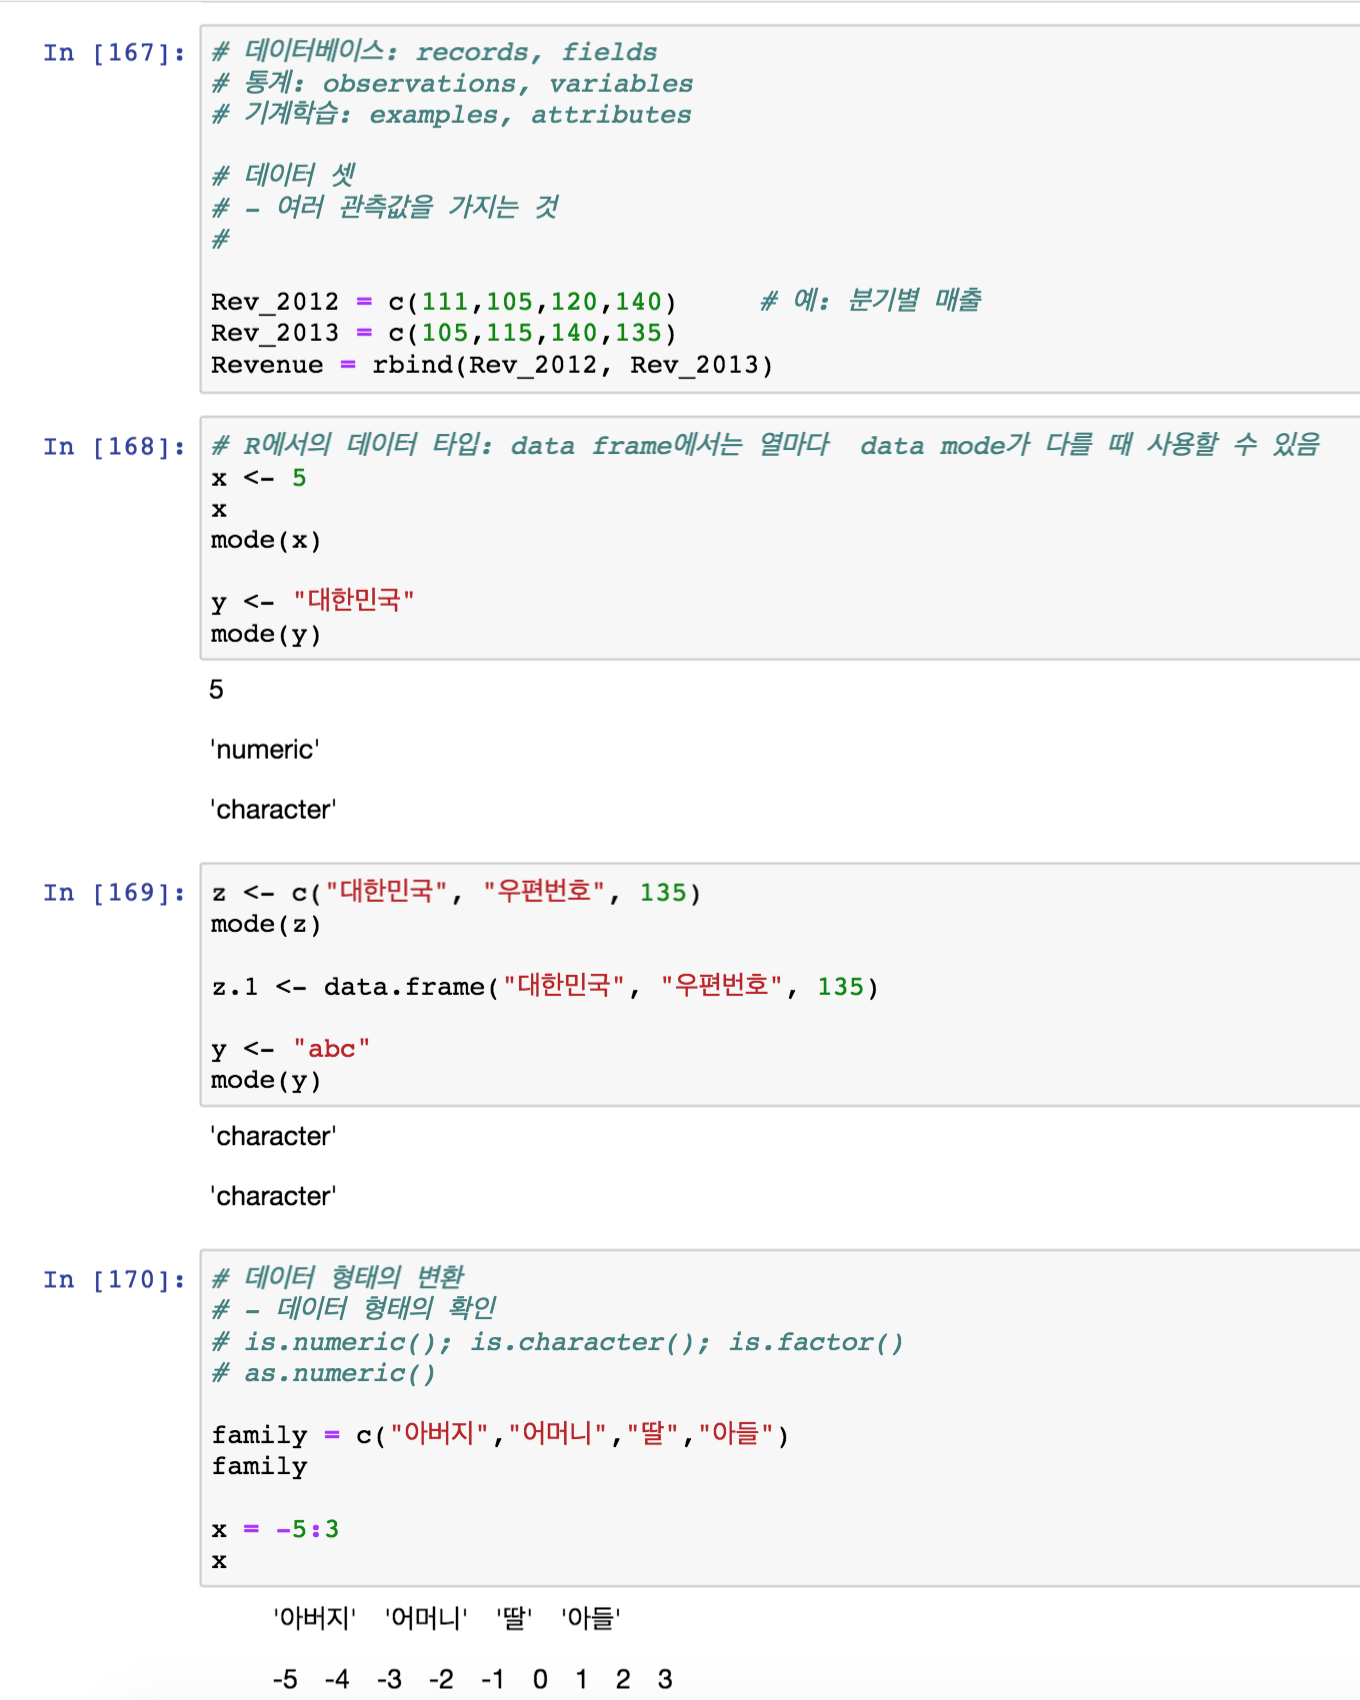 In [167]: # 데이터베이스: records, fields
# 통계: observations, variables
# 기계학습: examples, attributes
# 데이터 셋
# - 여러 관측값을 가지는 것
#
Rev_2012 = c(111,105,120,140) # 예: 분기별 매출
Rev_2013 = c(105,115,140,135)
Revenue = rbind(Rev_2012, Rev_2013)
In [168]: # R에서의 데이터 타입: data frame에서는 열마다 data mode가 다를 때 사용할 수 있음
x <- 5
x
mode(x)
y <- "대한민국"
mode(y)
5
'numeric'
'character'
In [169]: z <- c("대한민국", "우편번호", 135)
mode(z)
z.1 <- data.frame("대한민국", "우편번호", 135)
y <- "abc"
mode(y)
'character'
'character'
In [170]: # 데이터 형태의 변환
# - 데이터 형태의 확인
# is.numeric(); is.character(); is.factor()
# as.numeric()
family = c("아버지","어머니","딸","아들")
family
x = -5:3
x
'아버지' '어머니' '딸' '아들'
-5 -4 -3 -2 -1 0 1 2 3